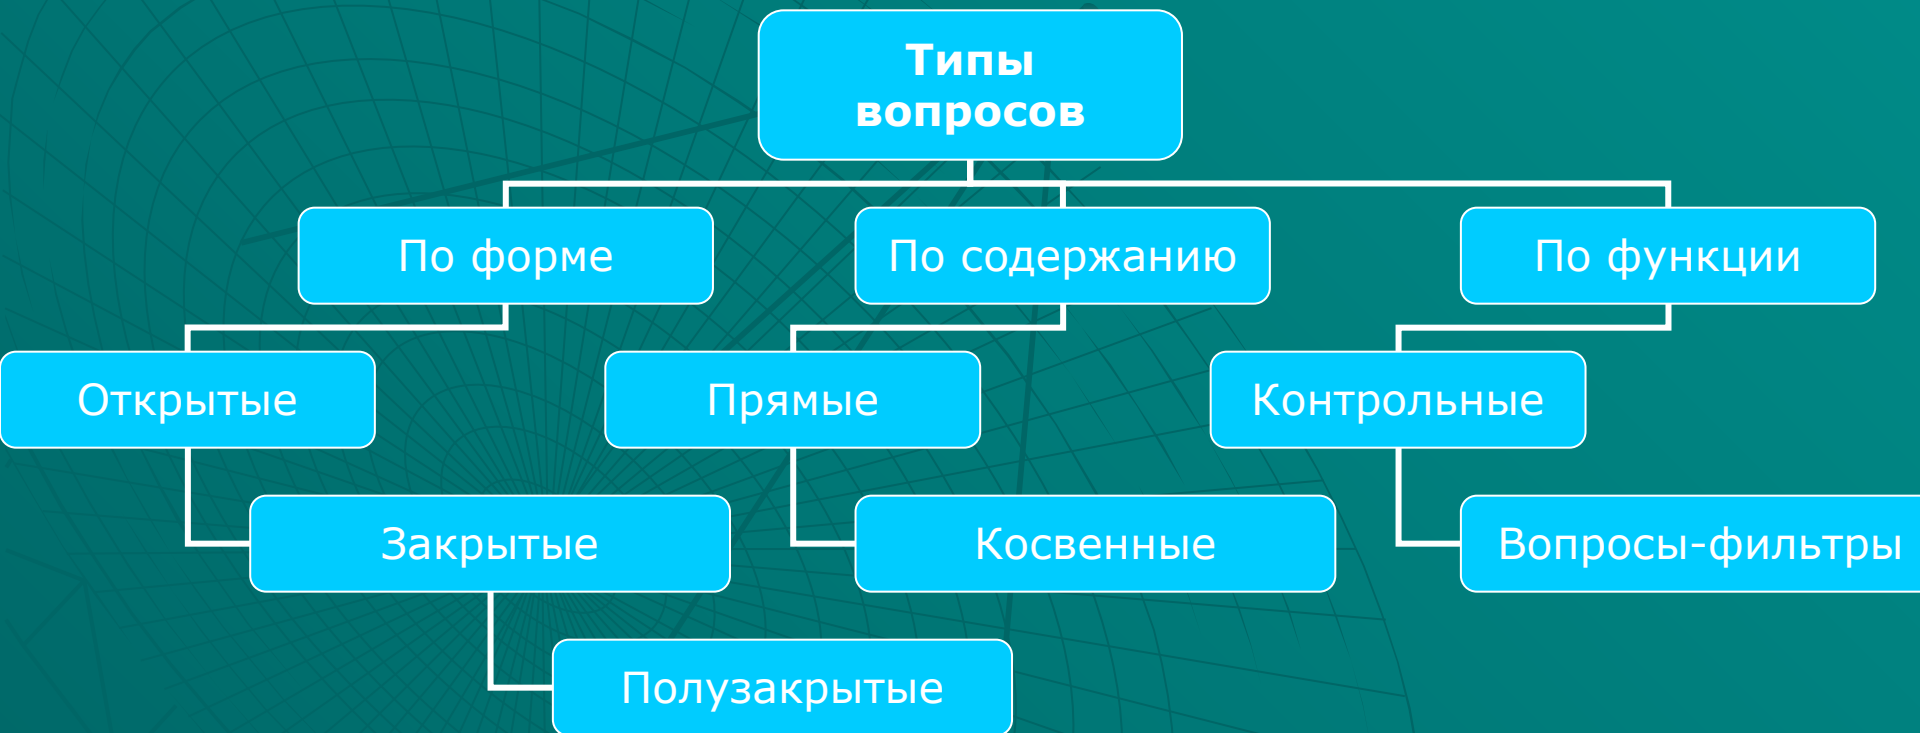 Типы
вопросов
По форме
По содержанию
По функции
Открытые
Прямые
Контрольные
Закрытые
Косвенные
Вопросы-фильтры
Полузакрытые